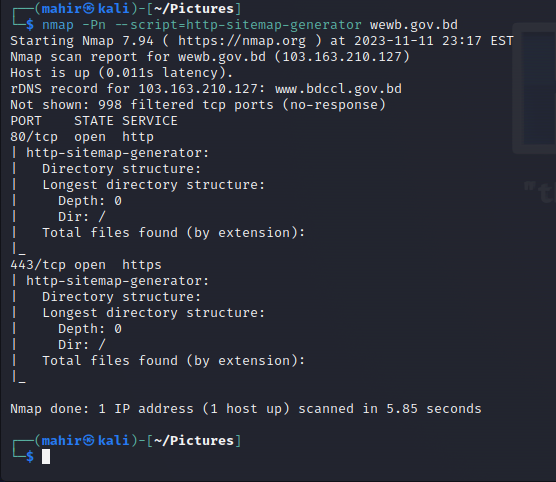 ┌──(mahir㉿kali)-[~/Pictures]
└─$ nmap -Pn --script=http-sitemap-generator wewb.gov.bd
Starting Nmap 7.94 ( https://nmap.org ) at 2023-11-11 23:17 EST
Nmap scan report for wewb.gov.bd (103.163.210.127)
Host is up (0.011s latency).
rDNS record for 103.163.210.127: www.bdccl.gov.bd
Not shown: 998 filtered tcp ports (no-response)
PORT    STATE SERVICE
80/tcp  open  http
| http-sitemap-generator:
|   Directory structure:
|   Longest directory structure:
|     Depth: 0
|     Dir: /
|   Total files found (by extension):
|_
443/tcp open  https
| http-sitemap-generator:
|   Directory structure:
|   Longest directory structure:
|     Depth: 0
|     Dir: /
|   Total files found (by extension):
|_
Nmap done: 1 IP address (1 host up) scanned in 5.85 seconds
┌──(mahir㉿kali)-[~/Pictures]
└─$